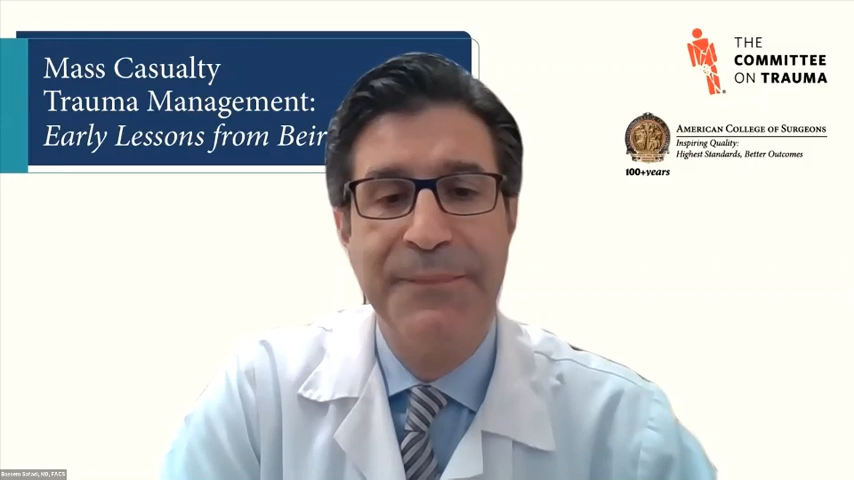 Mass Casualty
Trauma Management:
Early Lessons from Beir
THE
COMMITTEE
ON TRAUMA
AMERICAN COLLEGE OF SURGEONS
Inspiring Quality:
Highest Standards, Better Outcomes
100+years